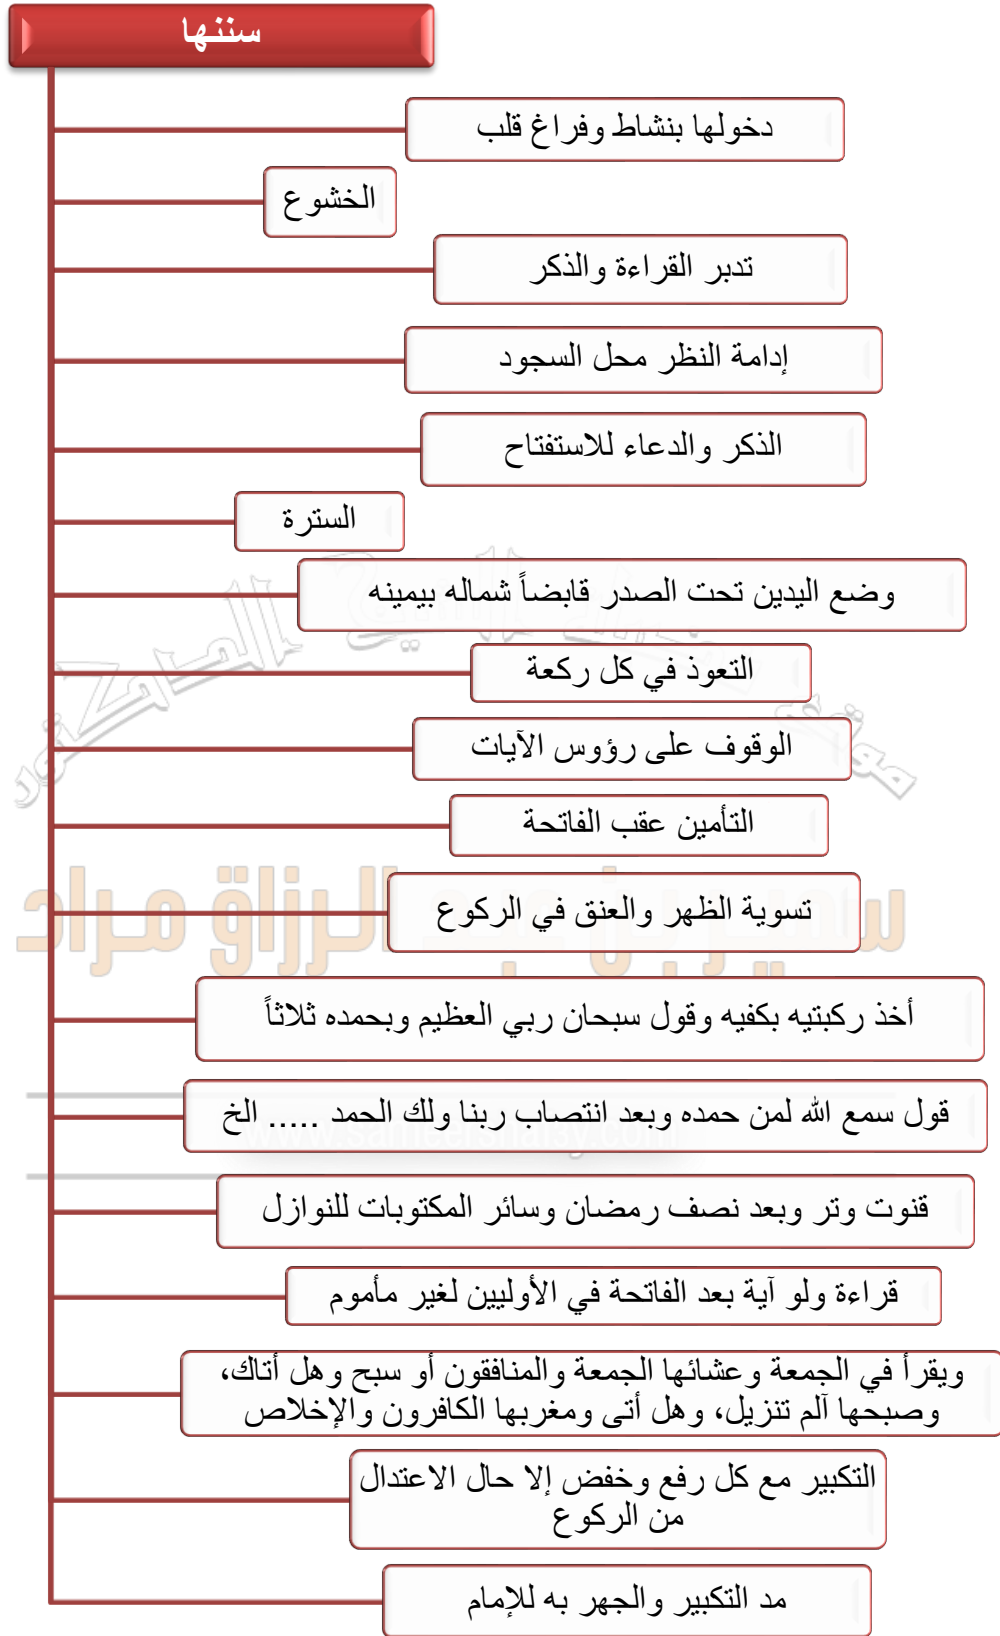 سننها
دخولها بنشاط وفراغ قلب
الخشوع
تدبر القراءة والذكر
إدامة النظر محل السجود
الذكر والدعاء للاستفتاح
السترة
وضع اليدين تحت الصدر قابضاً شماله بيمينه
التعوذ في كل ركعة
الوقوف على رؤوس الآيات
التأمين عقب الفاتحة
تسوية الظهر والعنق في الركوع
أخذ ركبتيه بكفيه وقول سبحان ربي العظيم وبحمده ثلاثاً
قول سمع الله لمن حمده وبعد انتصاب ربنا ولك الحمد ..... الخ
قنوت وتر وبعد نصف رمضان وسائر المكتوبات للنوازل
قراءة ولو آية بعد الفاتحة في الأوليين لغير مأموم
ويقرأ في الجمعة وعشائها الجمعة والمنافقون أو سبح وهل أتاك،
وصبحها آلم تنزيل، وهل أتى ومغربها الكافرون والإخلاص
التكبير مع كل رفع وخفض إلا حال الاعتدال
من الركوع
مد التكبير والجهر به للإمام